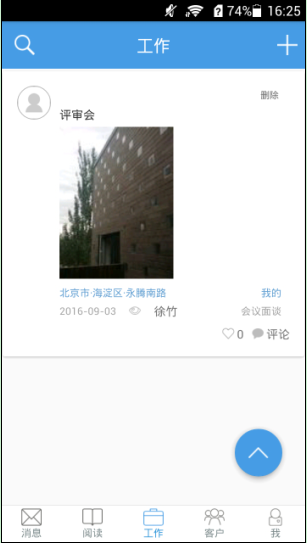 74% 16:25
工作
删除
评审会
北京市·海淀区·永腾南路 我的
2016-09-03 徐竹 会议面谈
0 评论
消息 阅读 工作 客户 我